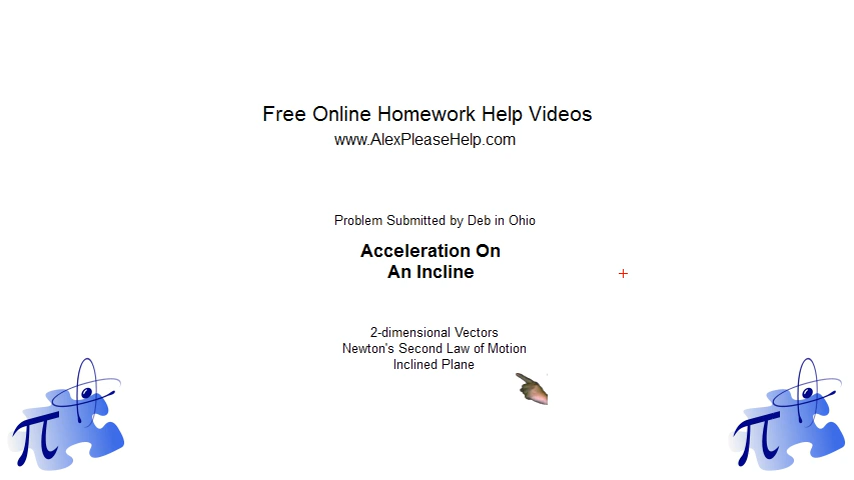 Free Online Homework Help Videos
www.AlexPleaseHelp.com
Problem Submitted by Deb in Ohio
Acceleration On
An Incline
2-dimensional Vectors
Newton's Second Law of Motion
Inclined Plane
π
π